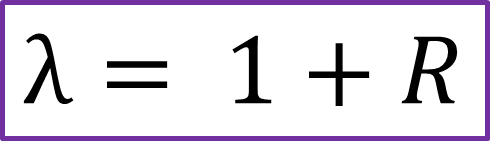 λ = 1 + R